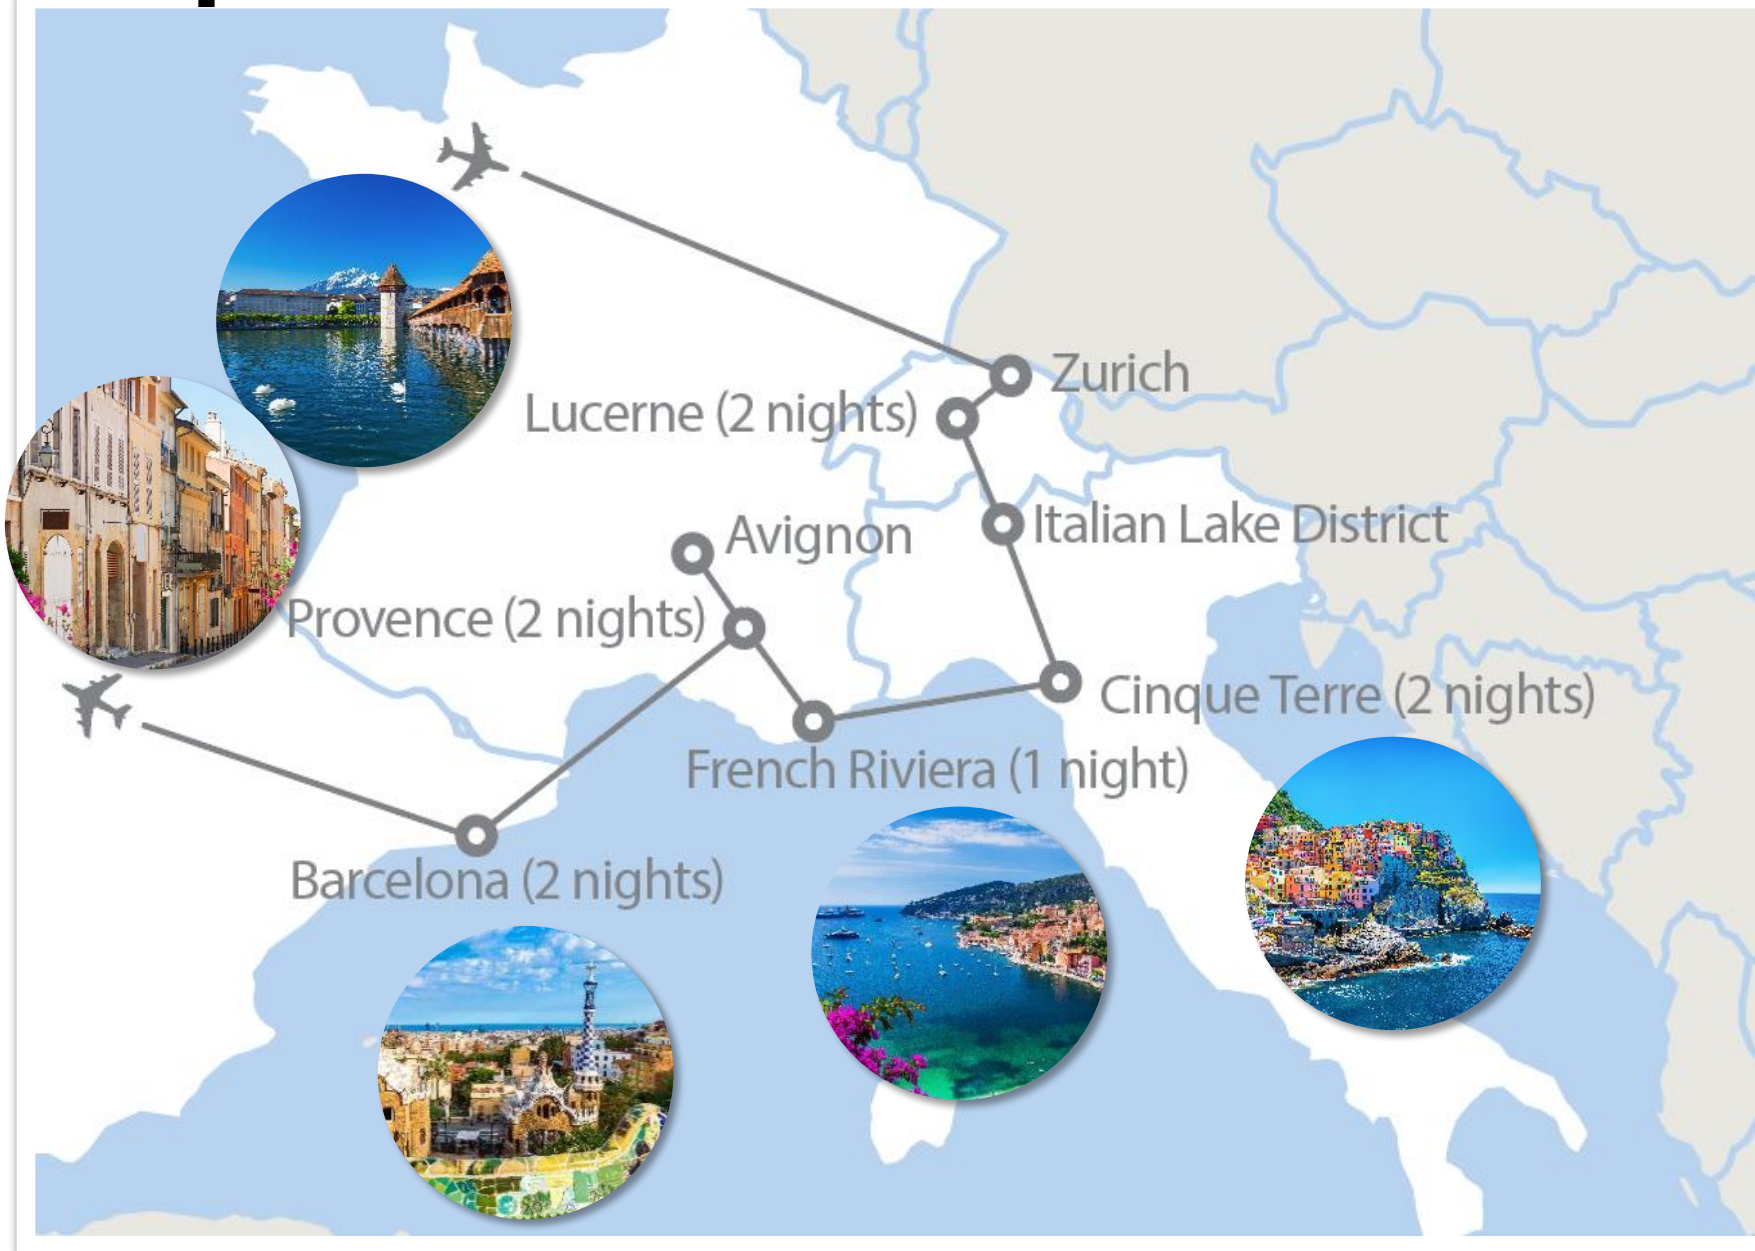 Zurich
Lucerne (2 nights)
Italian Lake District
Avignon
Provence (2 nights)
Cinque Terre (2 nights)
French Riviera (1 night)
Barcelona (2 nights)